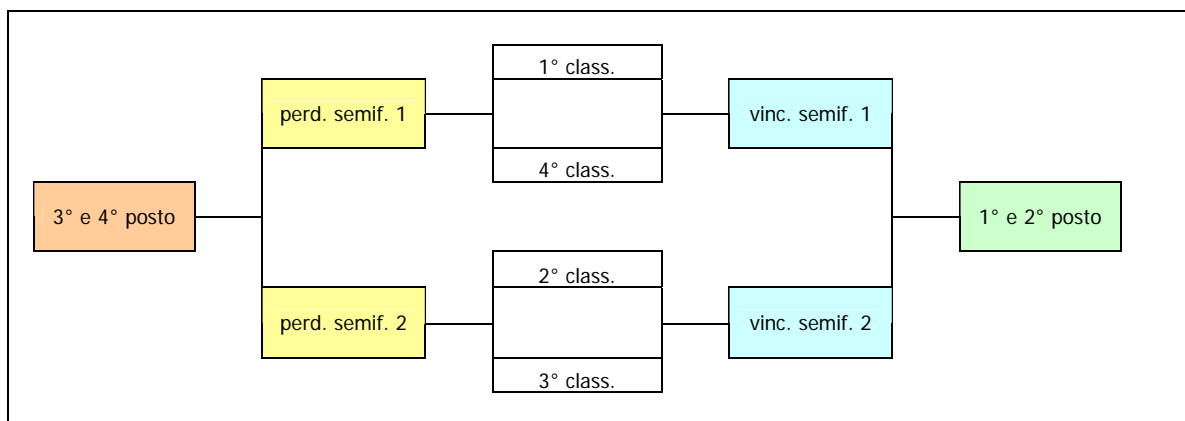 1° class.
perd. semif. 1
vinc. semif. 1
4° class.
3° e 4° posto
1° e 2° posto
2° class.
perd. semif. 2
vinc. semif. 2
3° class.